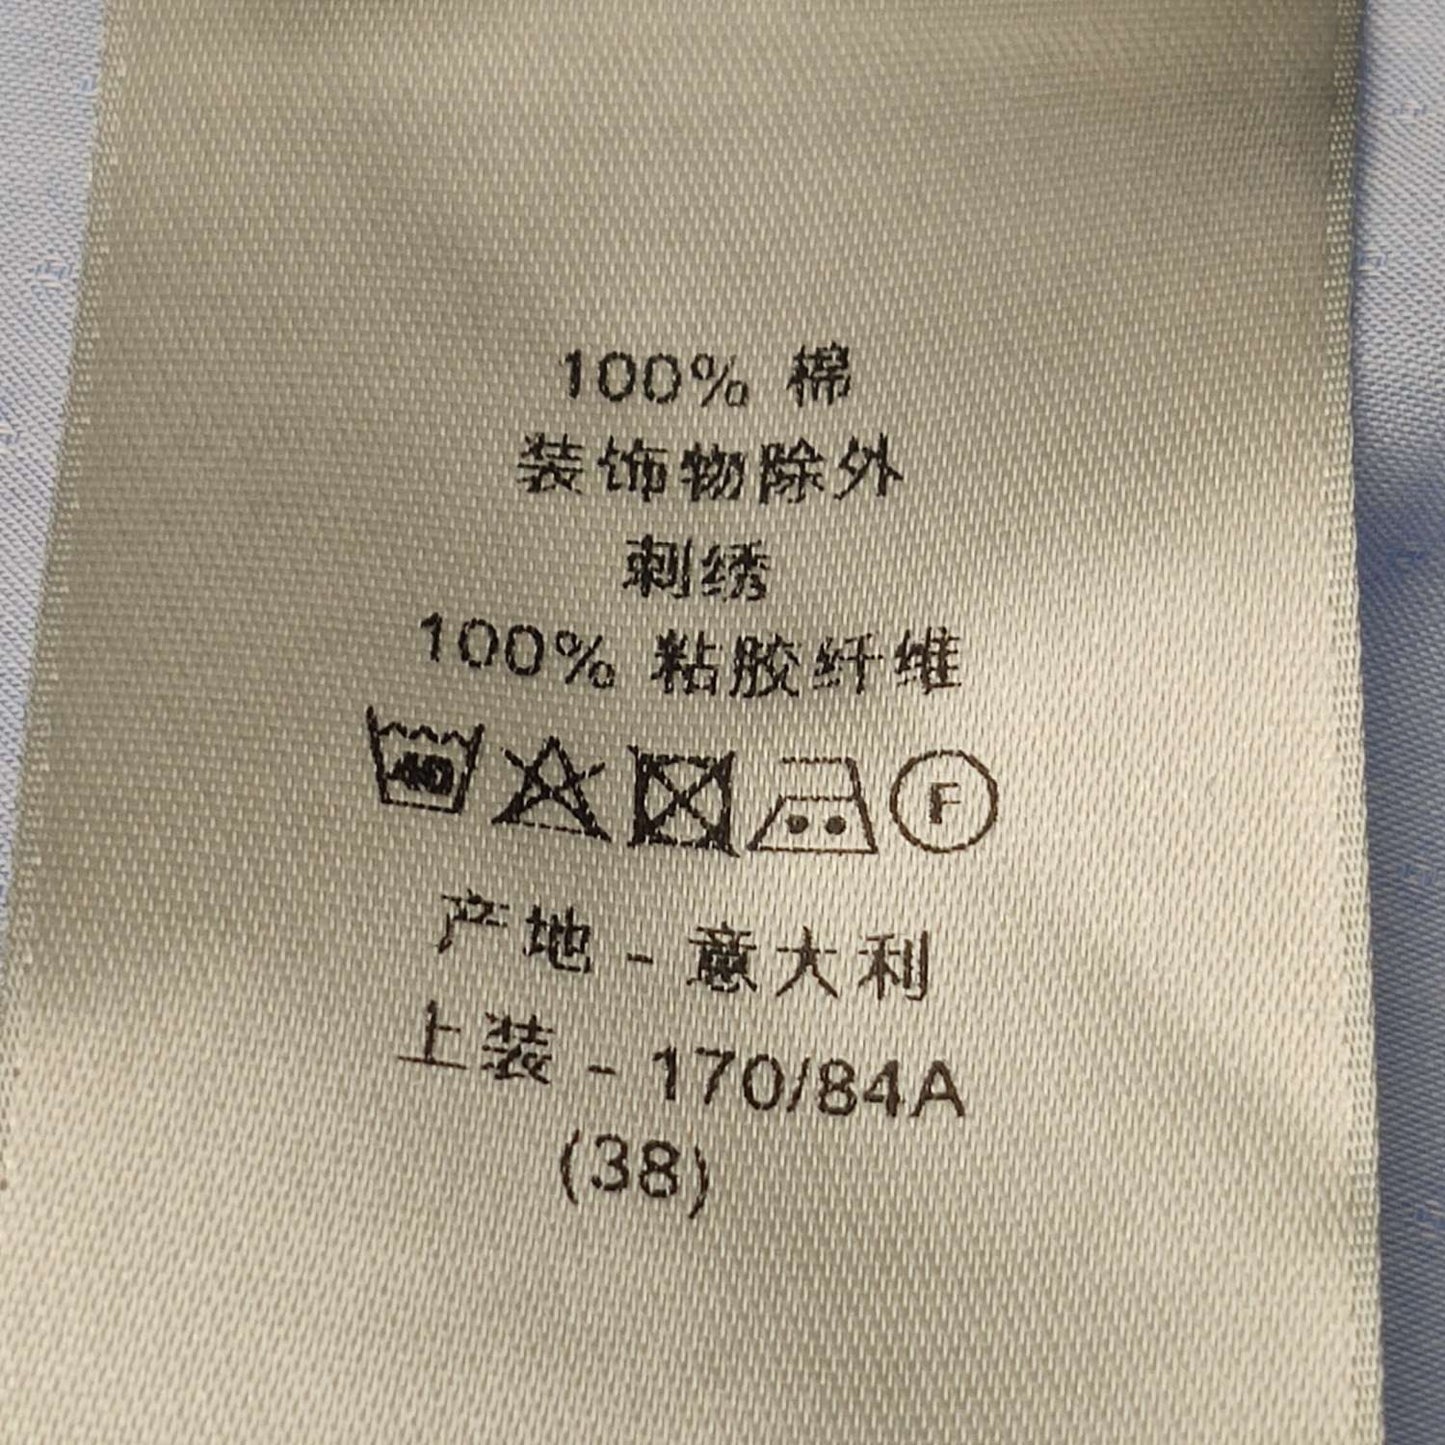 100% 棉
装饰物除外
刺绣
100% 粘胶纤维
40 F
产地 - 意大利
上装 - 170/84A
(38)